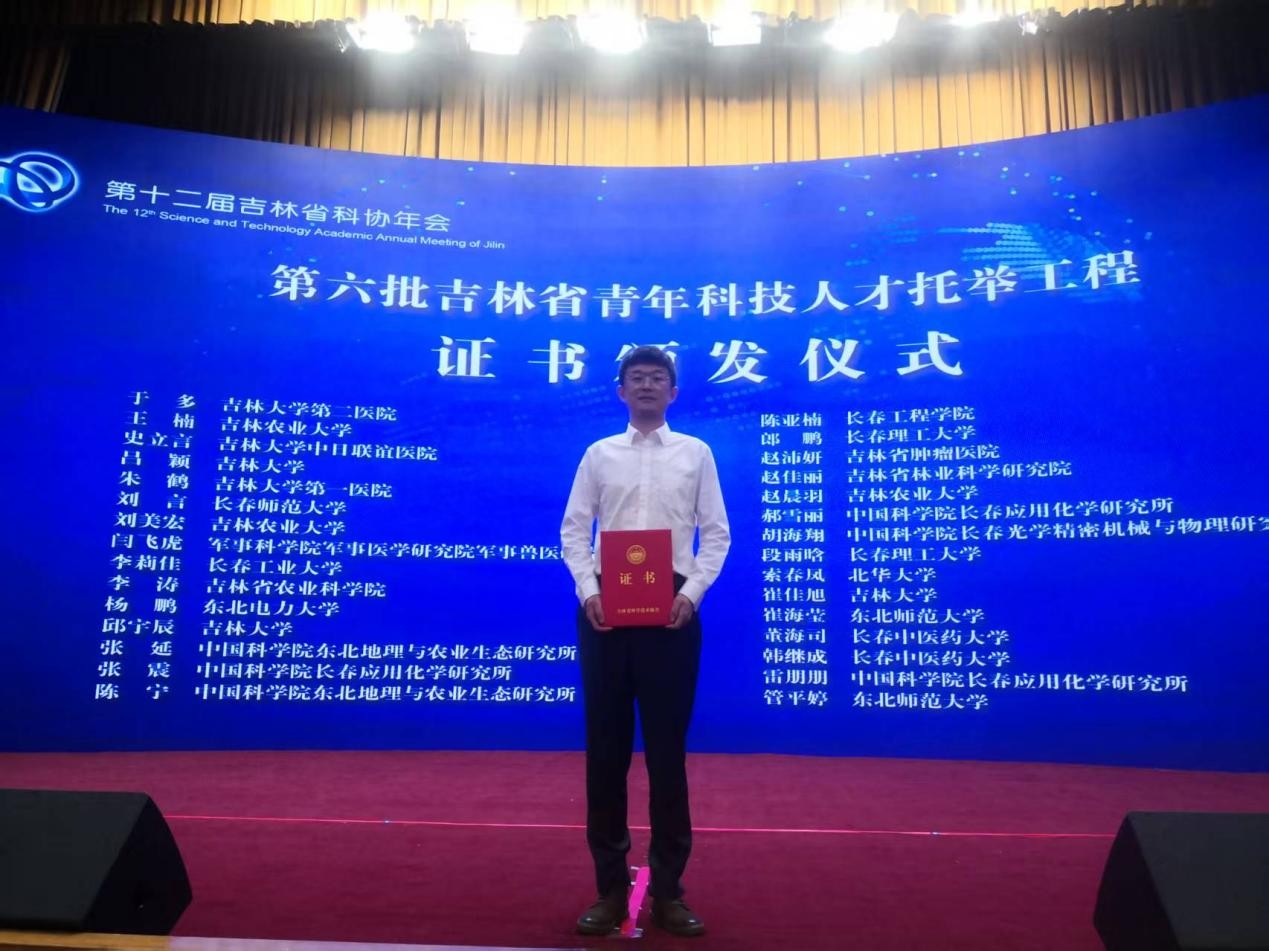 第十二届吉林省科协年会
The 12th Science and Technology Academic Annual Meeting of Jilin
第六批吉林省青年科技人才托举工程
证书颁发仪式
于 多 吉林大学第二医院
王 楠 吉林农业大学
史立言 吉林大学中日联谊医院
吕 颖 吉林大学
朱 鹤 吉林大学第一医院
刘 言 长春师范大学
刘美宏 吉林农业大学
闫飞虎 军事科学院军事医学研究院军事兽医
李莉佳 长春工业大学
李 涛 吉林省农业科学院
杨 鹏 东北电力大学
邱宇辰 吉林大学
张 延 中国科学院东北地理与农业生态研究所
张 震 中国科学院长春应用化学研究所
陈 宇 中国科学院东北地理与农业生态研究所
陈亚楠 长春工程学院
郎 鹏 长春理工大学
赵沛妍 吉林省肿瘤医院
赵佳丽 吉林省林业科学研究院
赵晨羽 吉林农业大学
郝雪丽 中国科学院长春应用化学研究所
胡海翔 中国科学院长春光学精密机械与物理研究
段雨晗 长春理工大学
索春凤 北华大学
崔佳旭 吉林大学
崔海莹 东北师范大学
董海司 长春中医药大学
韩继成 长春中医药大学
雷朋朋 中国科学院长春应用化学研究所
管平婷 东北师范大学
证书
吉林省科学技术协会